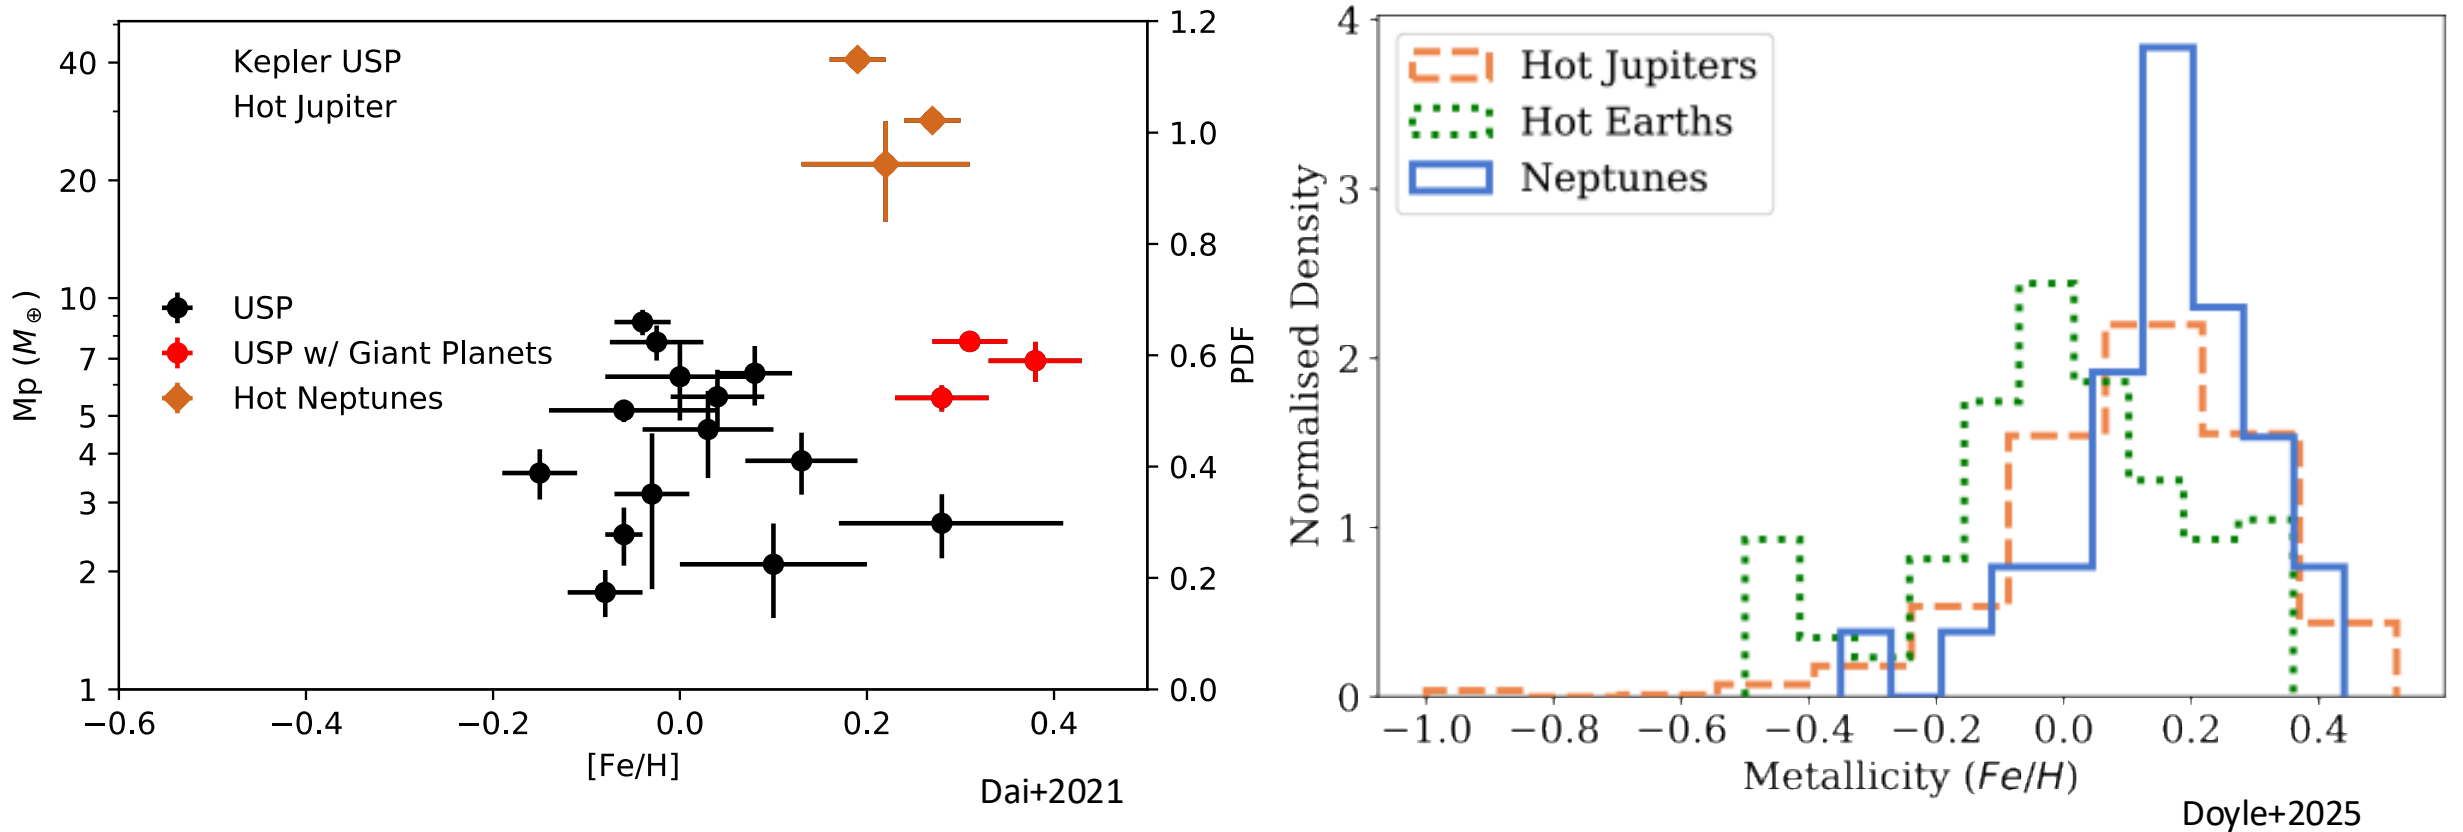 Kepler USP
Hot Jupiter
USP
USP w/ Giant Planets
Hot Neptunes
Mp (M⊕)
40
20
10
7
5
4
3
2
1
−0.6
−0.4
−0.2
0.0
0.2
0.4
[Fe/H]
1.2
1.0
0.8
0.6
0.4
0.2
0.0
PDF
Dai+2021
Hot Jupiters
Hot Earths
Neptunes
Normalised Density
4
3
2
1
0
−1.0
−0.8
−0.6
−0.4
−0.2
0.0
0.2
0.4
Metallicity (Fe/H)
Doyle+2025